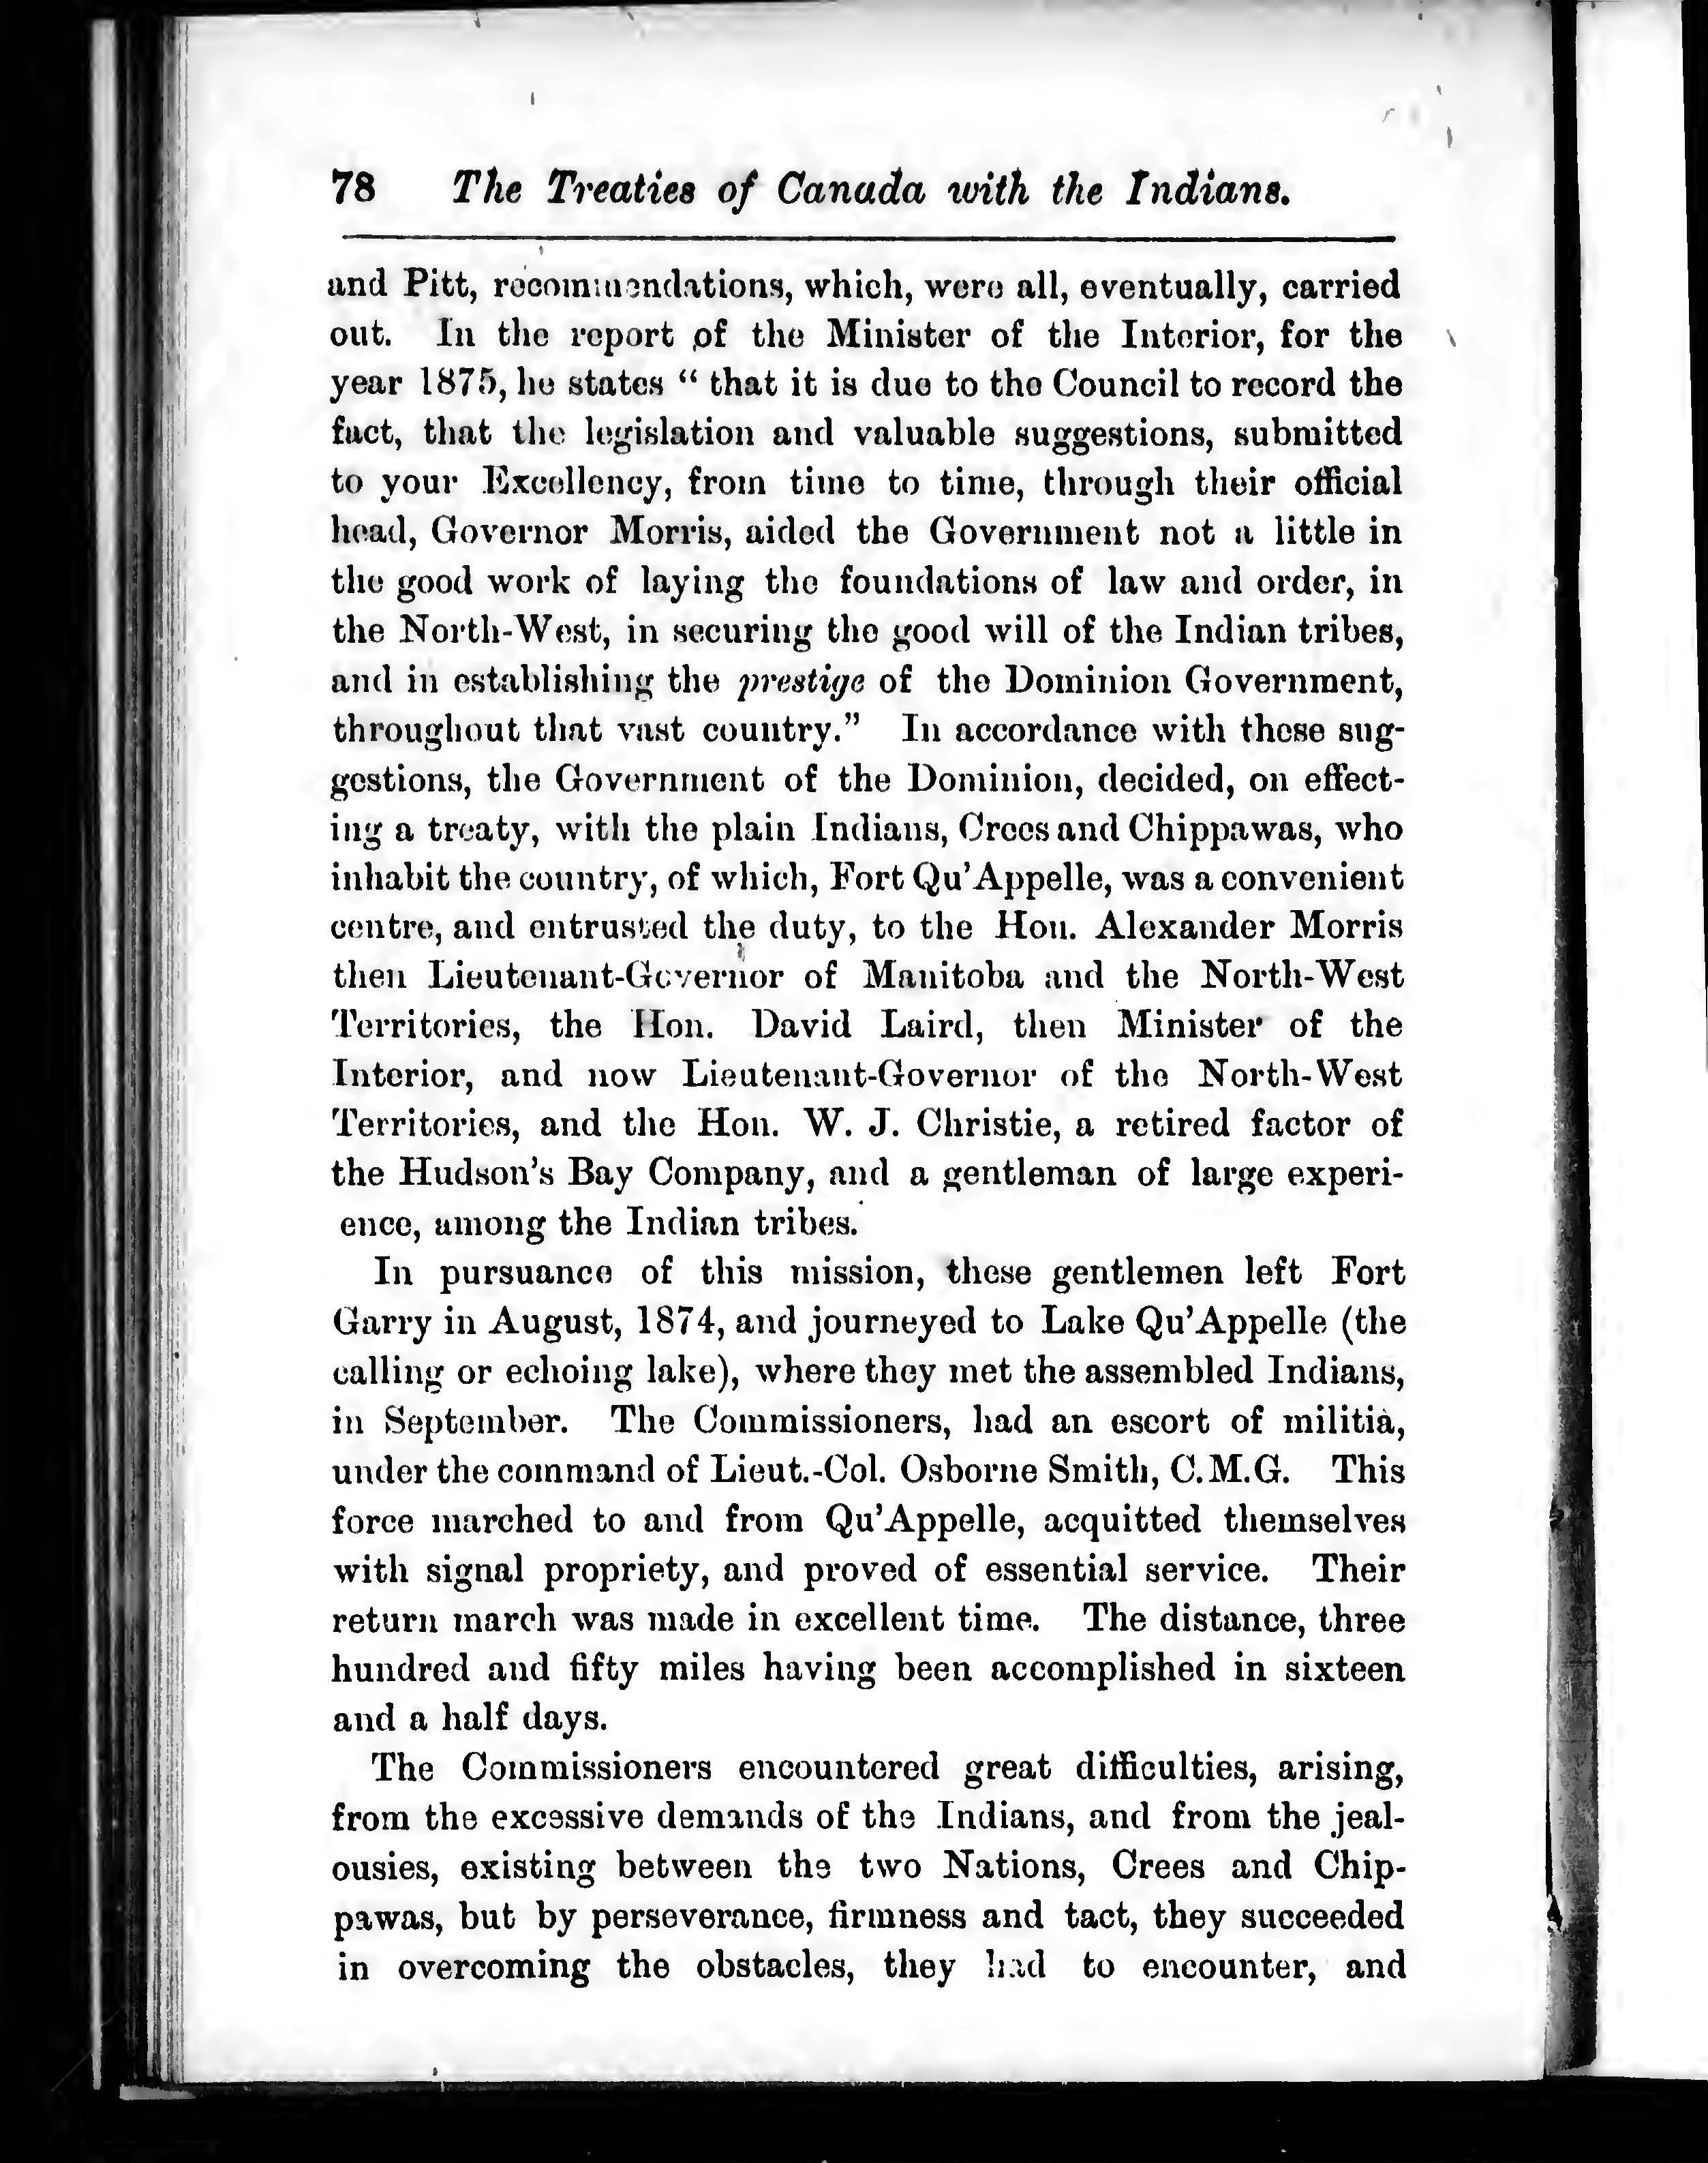 78 The Treaties of Canada with the Indians.
and Pitt, recommendations, which, were all, eventually, carried
out. In the report of the Minister of the Interior, for the
year 1875, he states “ that it is due to the Council to record the
fact, that the legislation and valuable suggestions, submitted
to your Excellency, from time to time, through their official
head, Governor Morris, aided the Government not a little in
the good work of laying the foundations of law and order, in
the North-West, in securing the good will of the Indian tribes,
and in establishing the prestige of the Dominion Government,
throughout that vast country.” In accordance with these sug-
gestions, the Government of the Dominion, decided, on effect-
ing a treaty, with the plain Indians, Crees and Chippawas, who
inhabit the country, of which, Fort Qu’Appelle, was a convenient
centre, and entrusted the duty, to the Hon. Alexander Morris
then Lieutenant-Governor of Manitoba and the North-West
Territories, the Hon. David Laird, then Minister of the
Interior, and now Lieutenant-Governor of the North-West
Territories, and the Hon. W. J. Christie, a retired factor of
the Hudson’s Bay Company, and a gentleman of large experi-
ence, among the Indian tribes.
In pursuance of this mission, these gentlemen left Fort
Garry in August, 1874, and journeyed to Lake Qu’Appelle (the
calling or echoing lake), where they met the assembled Indians,
in September. The Commissioners, had an escort of militia,
under the command of Lieut.-Col. Osborne Smith, C.M.G. This
force marched to and from Qu’Appelle, acquitted themselves
with signal propriety, and proved of essential service. Their
return march was made in excellent time. The distance, three
hundred and fifty miles having been accomplished in sixteen
and a half days.
The Commissioners encountered great difficulties, arising,
from the excessive demands of the Indians, and from the jeal-
ousies, existing between the two Nations, Crees and Chip-
pawas, but by perseverance, firmness and tact, they succeeded
in overcoming the obstacles, they had to encounter, and